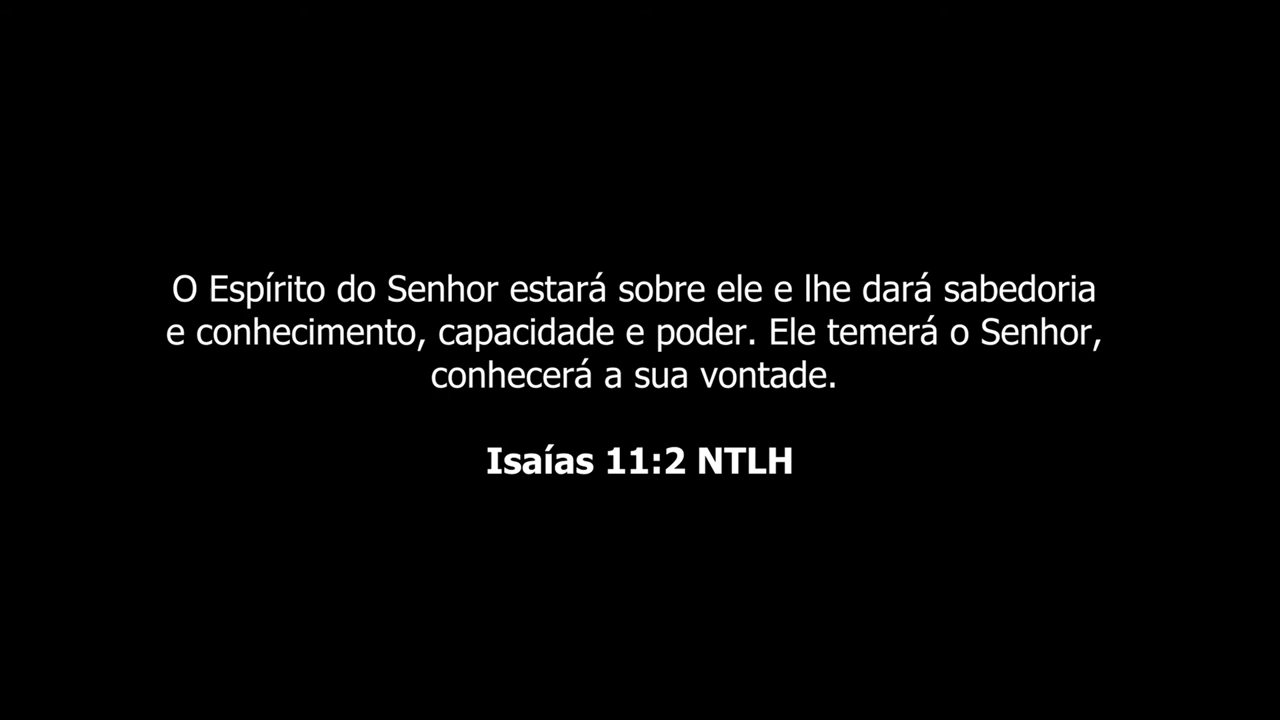 O Espírito do Senhor estará sobre ele e lhe dará sabedoria
e conhecimento, capacidade e poder. Ele temerá o Senhor,
conhecerá a sua vontade.
Isaías 11:2 NTLH